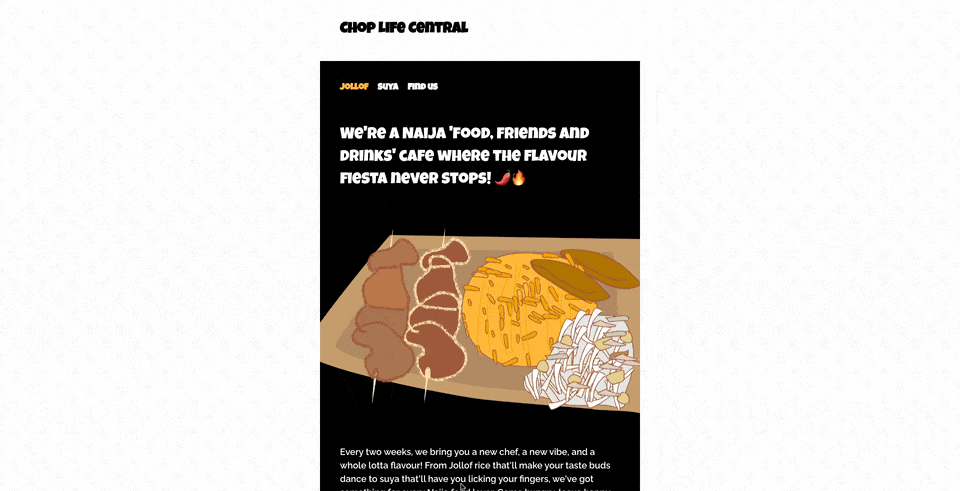 CHOP LIFE CENTRAL
JOLLOF SUYA FIND US
WE'RE A NAIJA 'FOOD, FRIENDS AND
DRINKS' CAFE WHERE THE FLAVOUR
FIESTA NEVER STOPS! 🌶️🔥
Every two weeks, we bring you a new chef, a new vibe, and a
whole lotta flavour! From Jollof rice that'll make your taste buds
dance to suya that'll have you licking your fingers, we've got